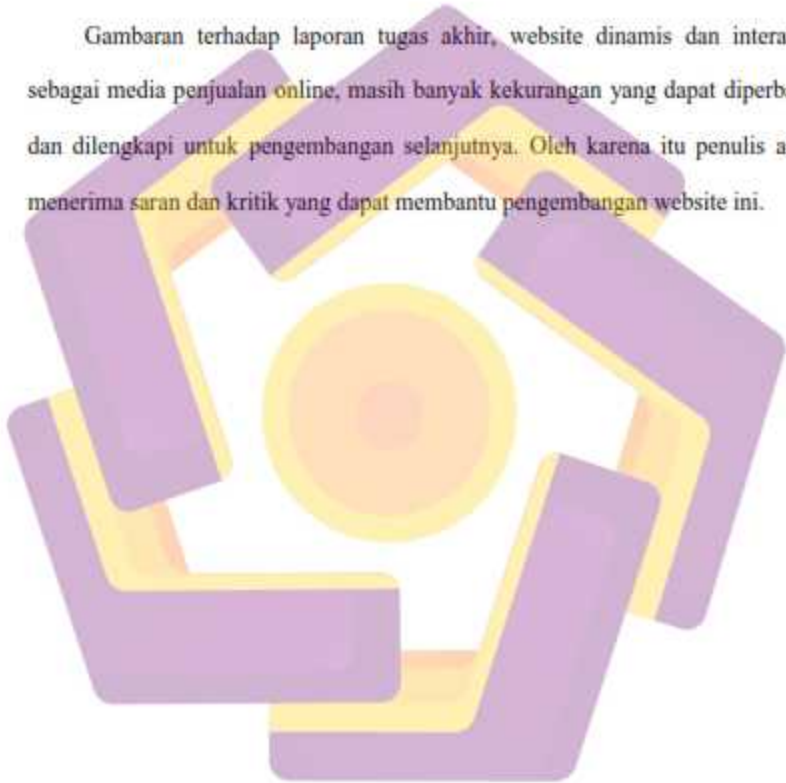 Gambaran terhadap laporan tugas akhir, website dinamis dan intera
sebagai media penjualan online, masih banyak kekurangan yang dapat diperb
dan dilengkapi untuk pengembangan selanjutnya. Oleh karena itu penulis a
menerima saran dan kritik yang dapat membantu pengembangan website ini.